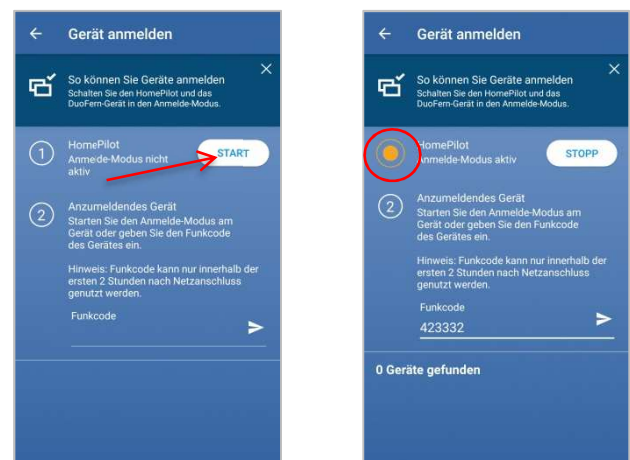 Gerät anmelden
So können Sie Geräte anmelden
Schalten Sie den HomePilot und das
DuoFern-Gerät in den Anmelde-Modus.
1
HomePilot
Anmelde-Modus nicht
aktiv
START
2
Anzumeldendes Gerät
Starten Sie den Anmelde-Modus am
Gerät oder geben Sie den Funkcode
des Gerätes ein.
Hinweis: Funkcode kann nur innerhalb der
ersten 2 Stunden nach Netzanschluss
genutzt werden.
Funkcode
Gerät anmelden
So können Sie Geräte anmelden
Schalten Sie den HomePilot und das
DuoFern-Gerät in den Anmelde-Modus.
HomePilot
Anmelde-Modus aktiv
STOPP
2
Anzumeldendes Gerät
Starten Sie den Anmelde-Modus am
Gerät oder geben Sie den Funkcode
des Gerätes ein.
Hinweis: Funkcode kann nur innerhalb der
ersten 2 Stunden nach Netzanschluss
genutzt werden.
Funkcode
423332
0 Geräte gefunden